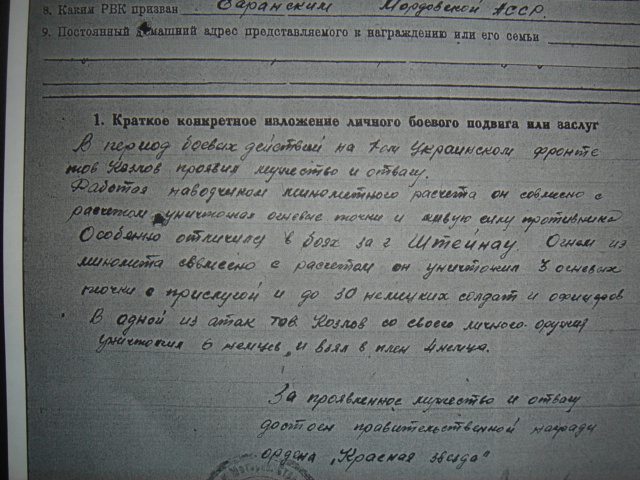 8. Каким РВК призван Саранским Мордовской АССР.
9. Постоянный домашний адрес представляемого к награждению или его семьи
1. Краткое конкретное изложение личного боевого подвига или заслуг
В период боевых действий на 1ом Украинском фронте
тов Козлов проявил мужество и отвагу.
Работая наводчиком минометного расчета он совместно с
расчетом уничтожал огневые точки и живую силу противника
Особенно отличился в боях за г Штейнау. Огнем из
миномета совместно с расчетом он уничтожил 3 огневых
точки с прислугой и до 30 немецких солдат и офицеров
В одной из атак тов Козлов со своего личного оружия
уничтожил 6 немцев, и взял в плен 4 немца.
За проявленное мужество и отвагу
достоин правительственной награды
ордена „Красная звезда"